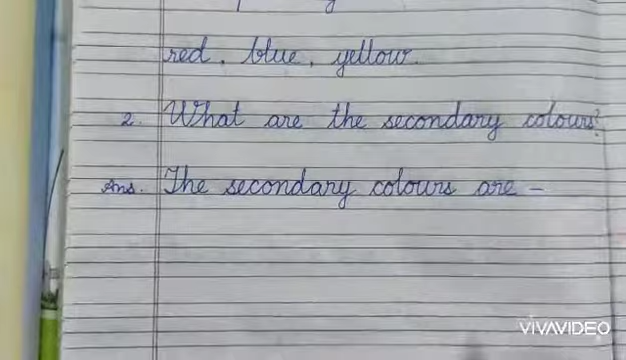 red, blue, yellow.
2. What are the secondary colours?
Ans. The secondary colours are –
VIVAVIDEO